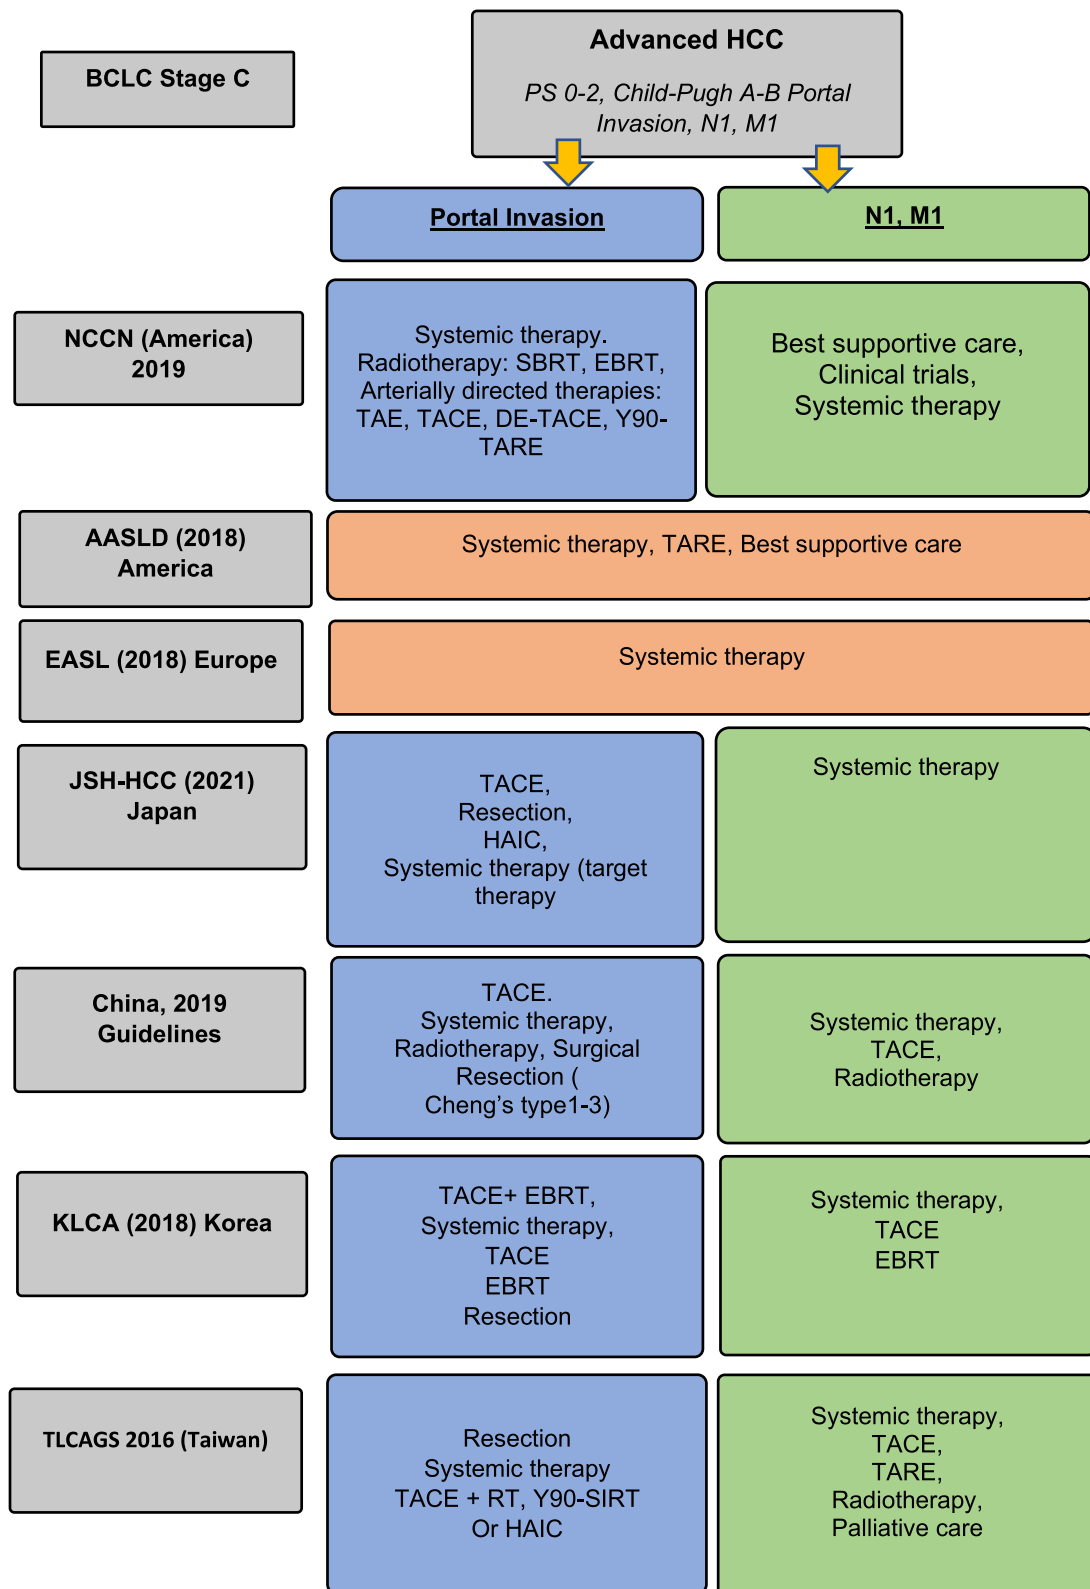 BCLC Stage C
Advanced HCC
PS 0-2, Child-Pugh A-B Portal
Invasion, N1, M1
Portal Invasion
N1, M1
NCCN (America)
2019
Systemic therapy.
Radiotherapy: SBRT, EBRT,
Arterially directed therapies:
TAE, TACE, DE-TACE, Y90-
TARE
Best supportive care,
Clinical trials,
Systemic therapy
AASLD (2018)
America
Systemic therapy, TARE, Best supportive care
EASL (2018) Europe
Systemic therapy
JSH-HCC (2021)
Japan
TACE,
Resection,
HAIC,
Systemic therapy (target
therapy
Systemic therapy
China, 2019
Guidelines
TACE.
Systemic therapy,
Radiotherapy, Surgical
Resection (
Cheng's type1-3)
Systemic therapy,
TACE,
Radiotherapy
KLCA (2018) Korea
TACE+ EBRT,
Systemic therapy,
TACE
EBRT
Resection
Systemic therapy,
TACE
EBRT
TLCAGS 2016 (Taiwan)
Resection
Systemic therapy
TACE + RT, Y90-SIRT
Or HAIC
Systemic therapy,
TACE,
TARE,
Radiotherapy,
Palliative care